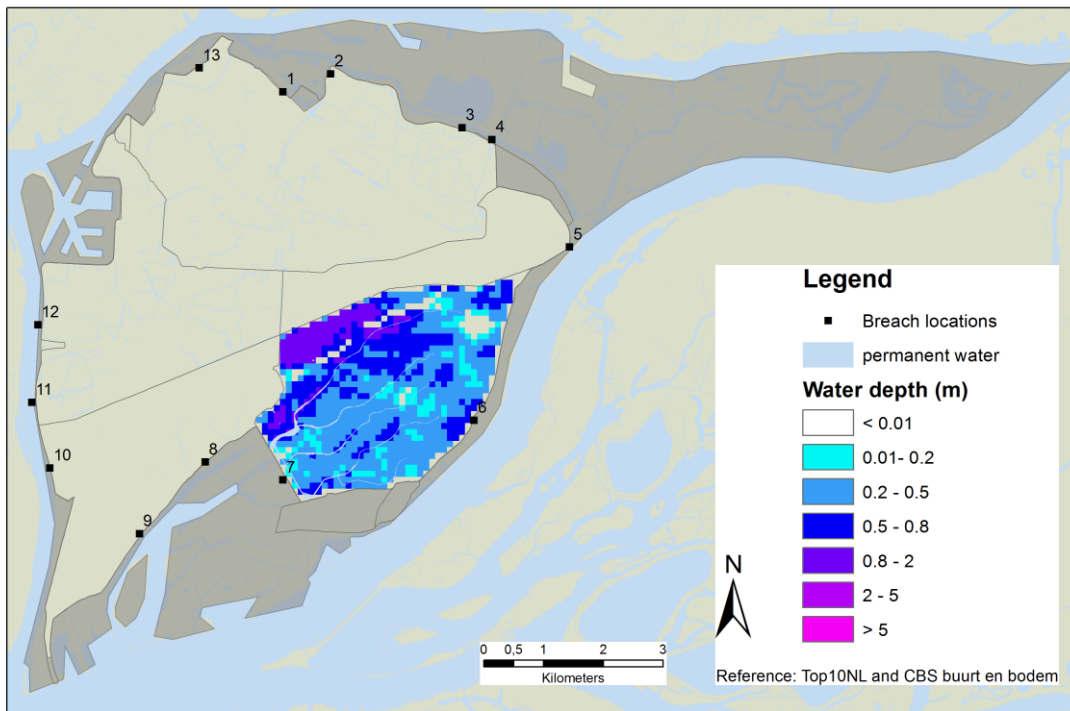 13
1
2
3
4
5
12
11
10
9
8
7
6
Legend
Breach locations
permanent water
Water depth (m)
< 0.01
0.01- 0.2
0.2 - 0.5
0.5 - 0.8
0.8 - 2
2 - 5
> 5
N
0 0,5 1 2 3
Kilometers
Reference: Top10NL and CBS buurt en bodem